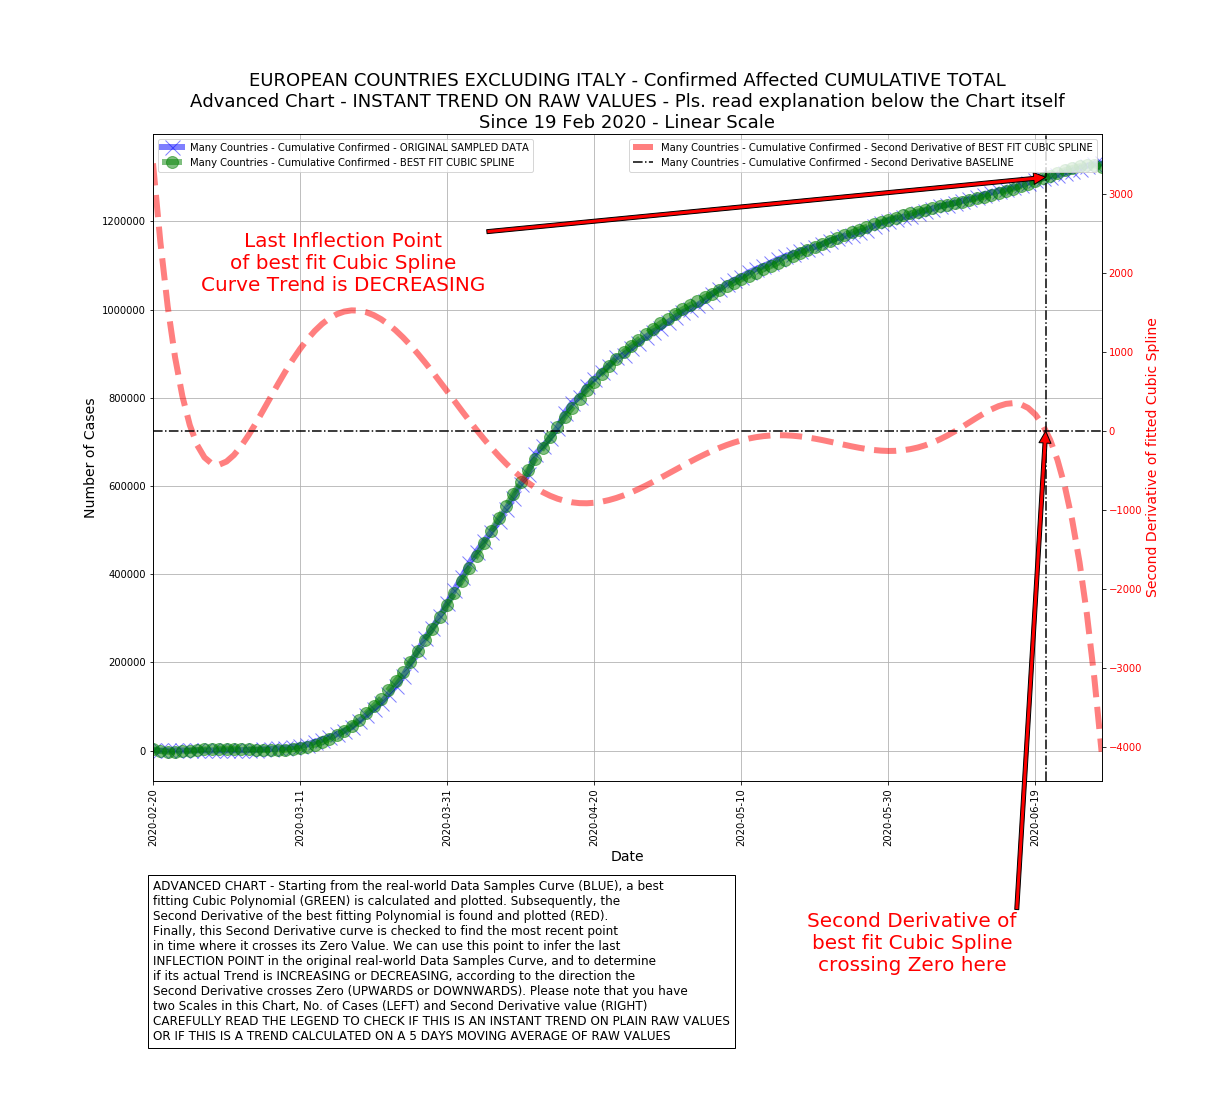 EUROPEAN COUNTRIES EXCLUDING ITALY - Confirmed Affected CUMULATIVE TOTAL
Advanced Chart - INSTANT TREND ON RAW VALUES - Pls. read explanation below the Chart itself
Since 19 Feb 2020 - Linear Scale
Many Countries - Cumulative Confirmed - ORIGINAL SAMPLED DATA
Many Countries - Cumulative Confirmed - BEST FIT CUBIC SPLINE
Many Countries - Cumulative Confirmed - Second Derivative of BEST FIT CUBIC SPLINE
Many Countries - Cumulative Confirmed - Second Derivative BASELINE
Last Inflection Point
of best fit Cubic Spline
Curve Trend is DECREASING
Number of Cases
1200000
1000000
800000
600000
400000
200000
0
3000
2000
1000
0
−1000
−2000
−3000
−4000
Second Derivative of fitted Cubic Spline
2020-02-20
2020-03-11
2020-03-31
2020-04-20
2020-05-10
2020-05-30
2020-06-19
Date
ADVANCED CHART - Starting from the real-world Data Samples Curve (BLUE), a best
fitting Cubic Polynomial (GREEN) is calculated and plotted. Subsequently, the
Second Derivative of the best fitting Polynomial is found and plotted (RED).
Finally, this Second Derivative curve is checked to find the most recent point
in time where it crosses its Zero Value. We can use this point to infer the last
INFLECTION POINT in the original real-world Data Samples Curve, and to determine
if its actual Trend is INCREASING or DECREASING, according to the direction the
Second Derivative crosses Zero (UPWARDS or DOWNWARDS). Please note that you have
two Scales in this Chart, No. of Cases (LEFT) and Second Derivative value (RIGHT)
CAREFULLY READ THE LEGEND TO CHECK IF THIS IS AN INSTANT TREND ON PLAIN RAW VALUES
OR IF THIS IS A TREND CALCULATED ON A 5 DAYS MOVING AVERAGE OF RAW VALUES
Second Derivative of
best fit Cubic Spline
crossing Zero here